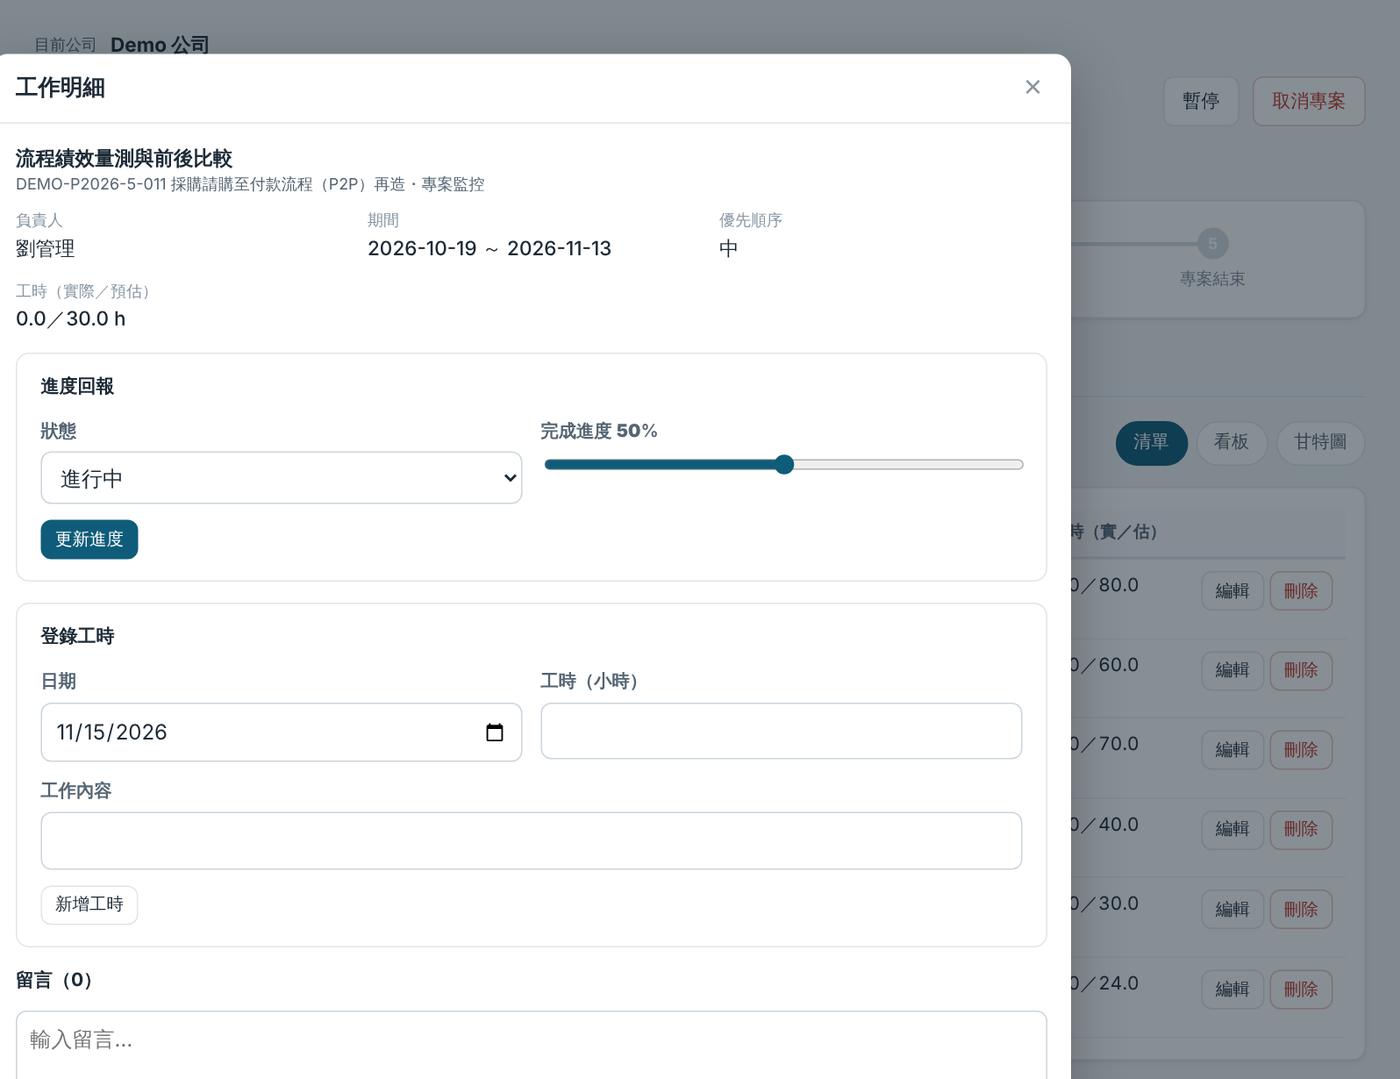 目前公司 Demo 公司
工作明細
×
暫停
取消專案
流程績效量測與前後比較
DEMO-P2026-5-011 採購請購至付款流程（P2P）再造・專案監控
負責人 期間 優先順序
劉管理 2026-10-19 ～ 2026-11-13 中
工時（實際／預估）
0.0／30.0 h
5
專案結束
進度回報
狀態 完成進度 50%
進行中
更新進度
清單 看板 甘特圖
時（實／估）
0／80.0 編輯 刪除
0／60.0 編輯 刪除
0／70.0 編輯 刪除
0／40.0 編輯 刪除
0／30.0 編輯 刪除
0／24.0 編輯 刪除
登錄工時
日期 工時（小時）
11/15/2026
工作內容
新增工時
留言（0）
輸入留言...